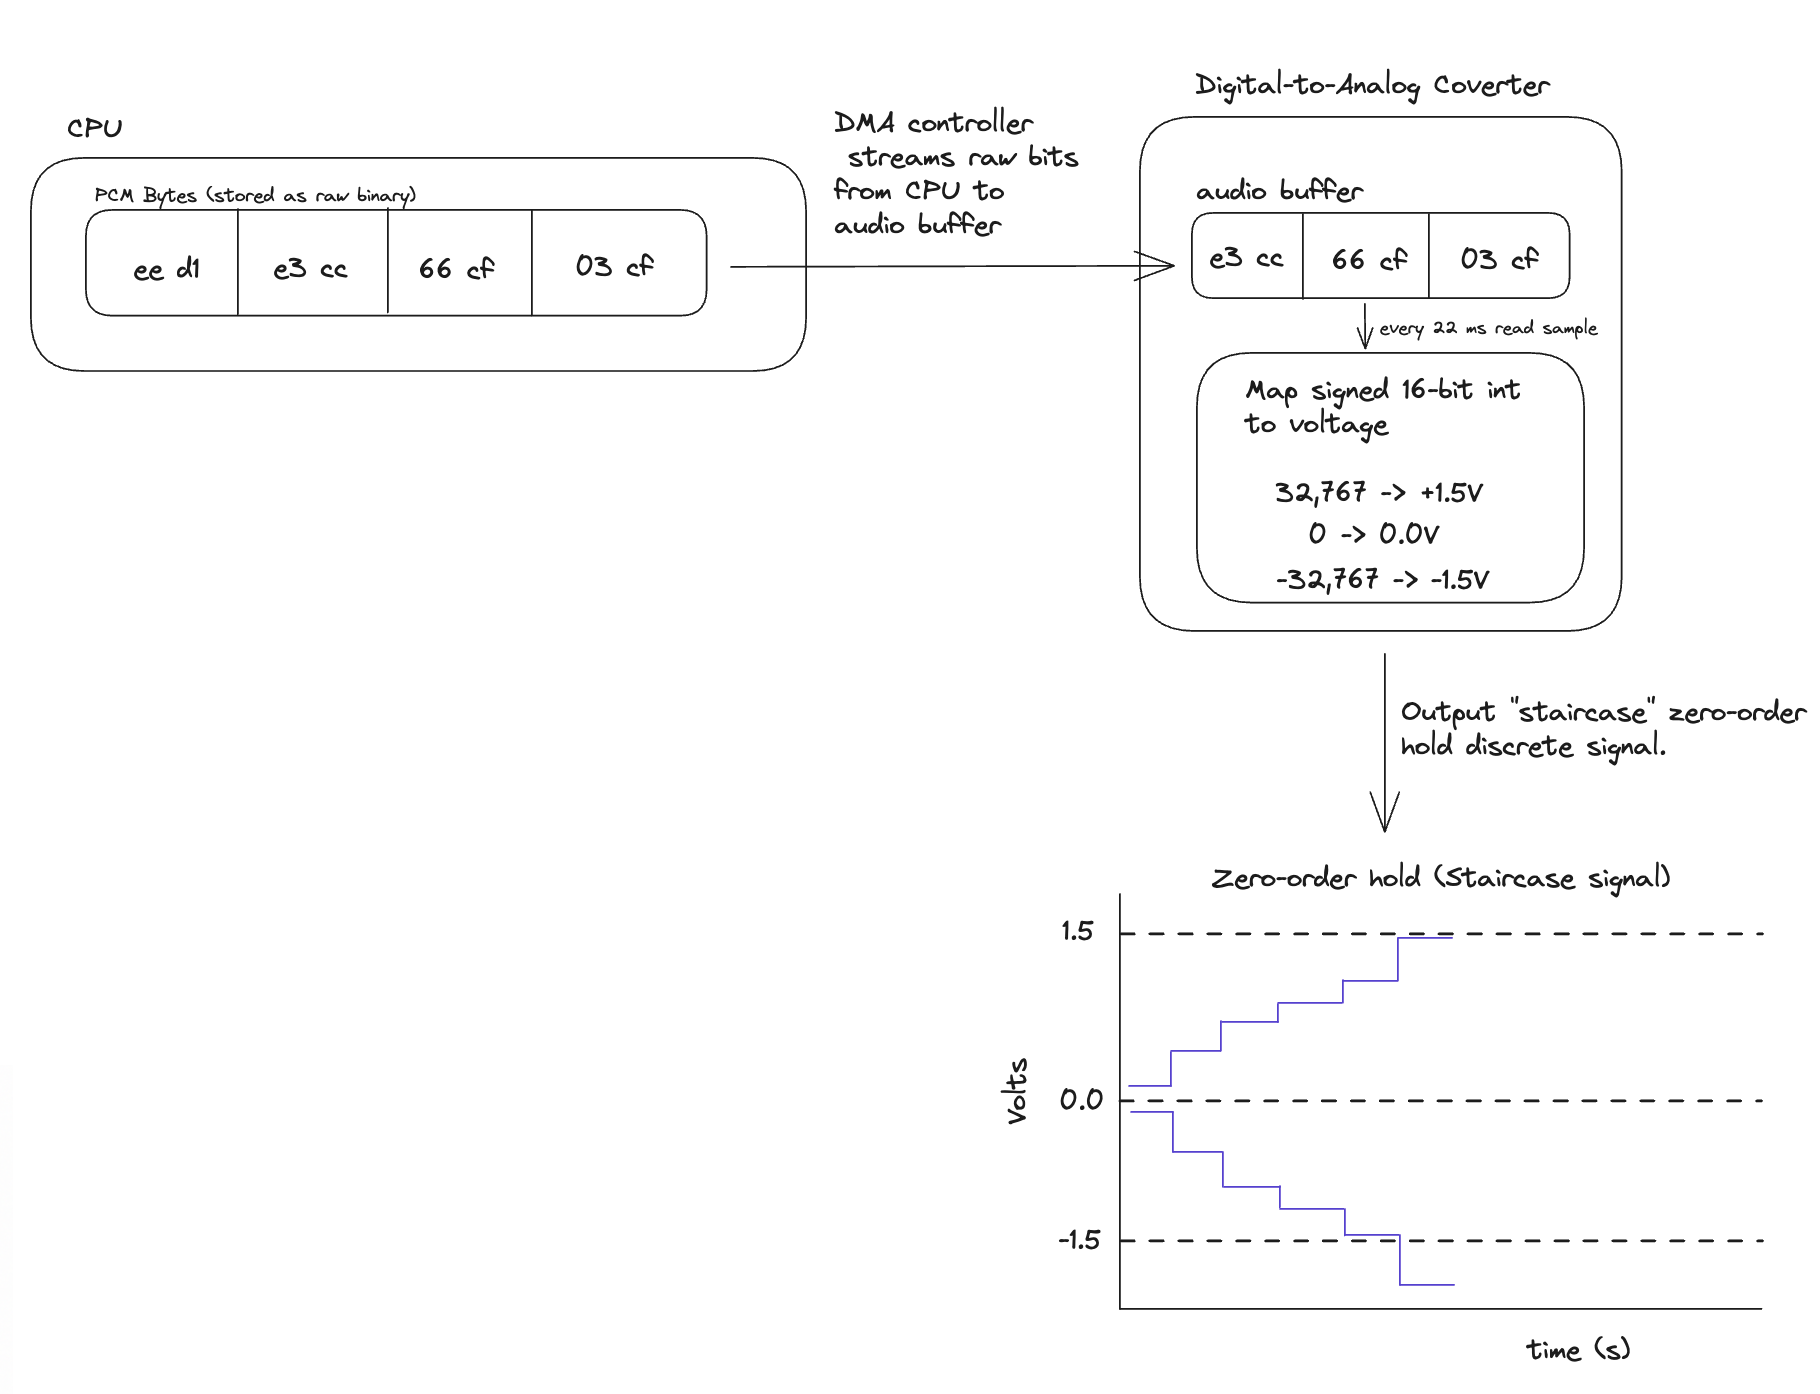 CPU
PCM Bytes (stored as raw binary)
ee d1
e3 cc
66 cf
03 cf
DMA controller
streams raw bits
from CPU to
audio buffer
Digital-to-Analog Coverter
audio buffer
e3 cc
66 cf
03 cf
every 22 ms read sample
Map signed 16-bit int
to voltage
32,767 -> +1.5V
0 -> 0.0V
-32,767 -> -1.5V
Output "staircase" zero-order
hold discrete signal.
Zero-order hold (Staircase signal)
1.5
0.0
-1.5
Volts
time (s)